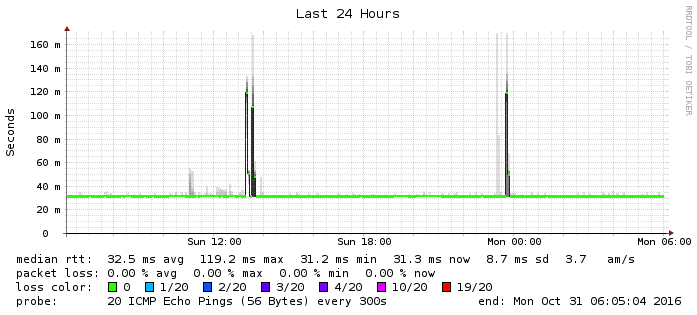 Last 24 Hours
RRDTOOL / TOBI OETIKER
Seconds
160 m
140 m
120 m
100 m
80 m
60 m
40 m
20 m
0
Sun 12:00 Sun 18:00 Mon 00:00 Mon 06:00
median rtt: 32.5 ms avg 119.2 ms max 31.2 ms min 31.3 ms now 8.7 ms sd 3.7 am/s
packet loss: 0.00 % avg 0.00 % max 0.00 % min 0.00 % now
loss color: 0 1/20 2/20 3/20 4/20 10/20 19/20
probe: 20 ICMP Echo Pings (56 Bytes) every 300s end: Mon Oct 31 06:05:04 2016